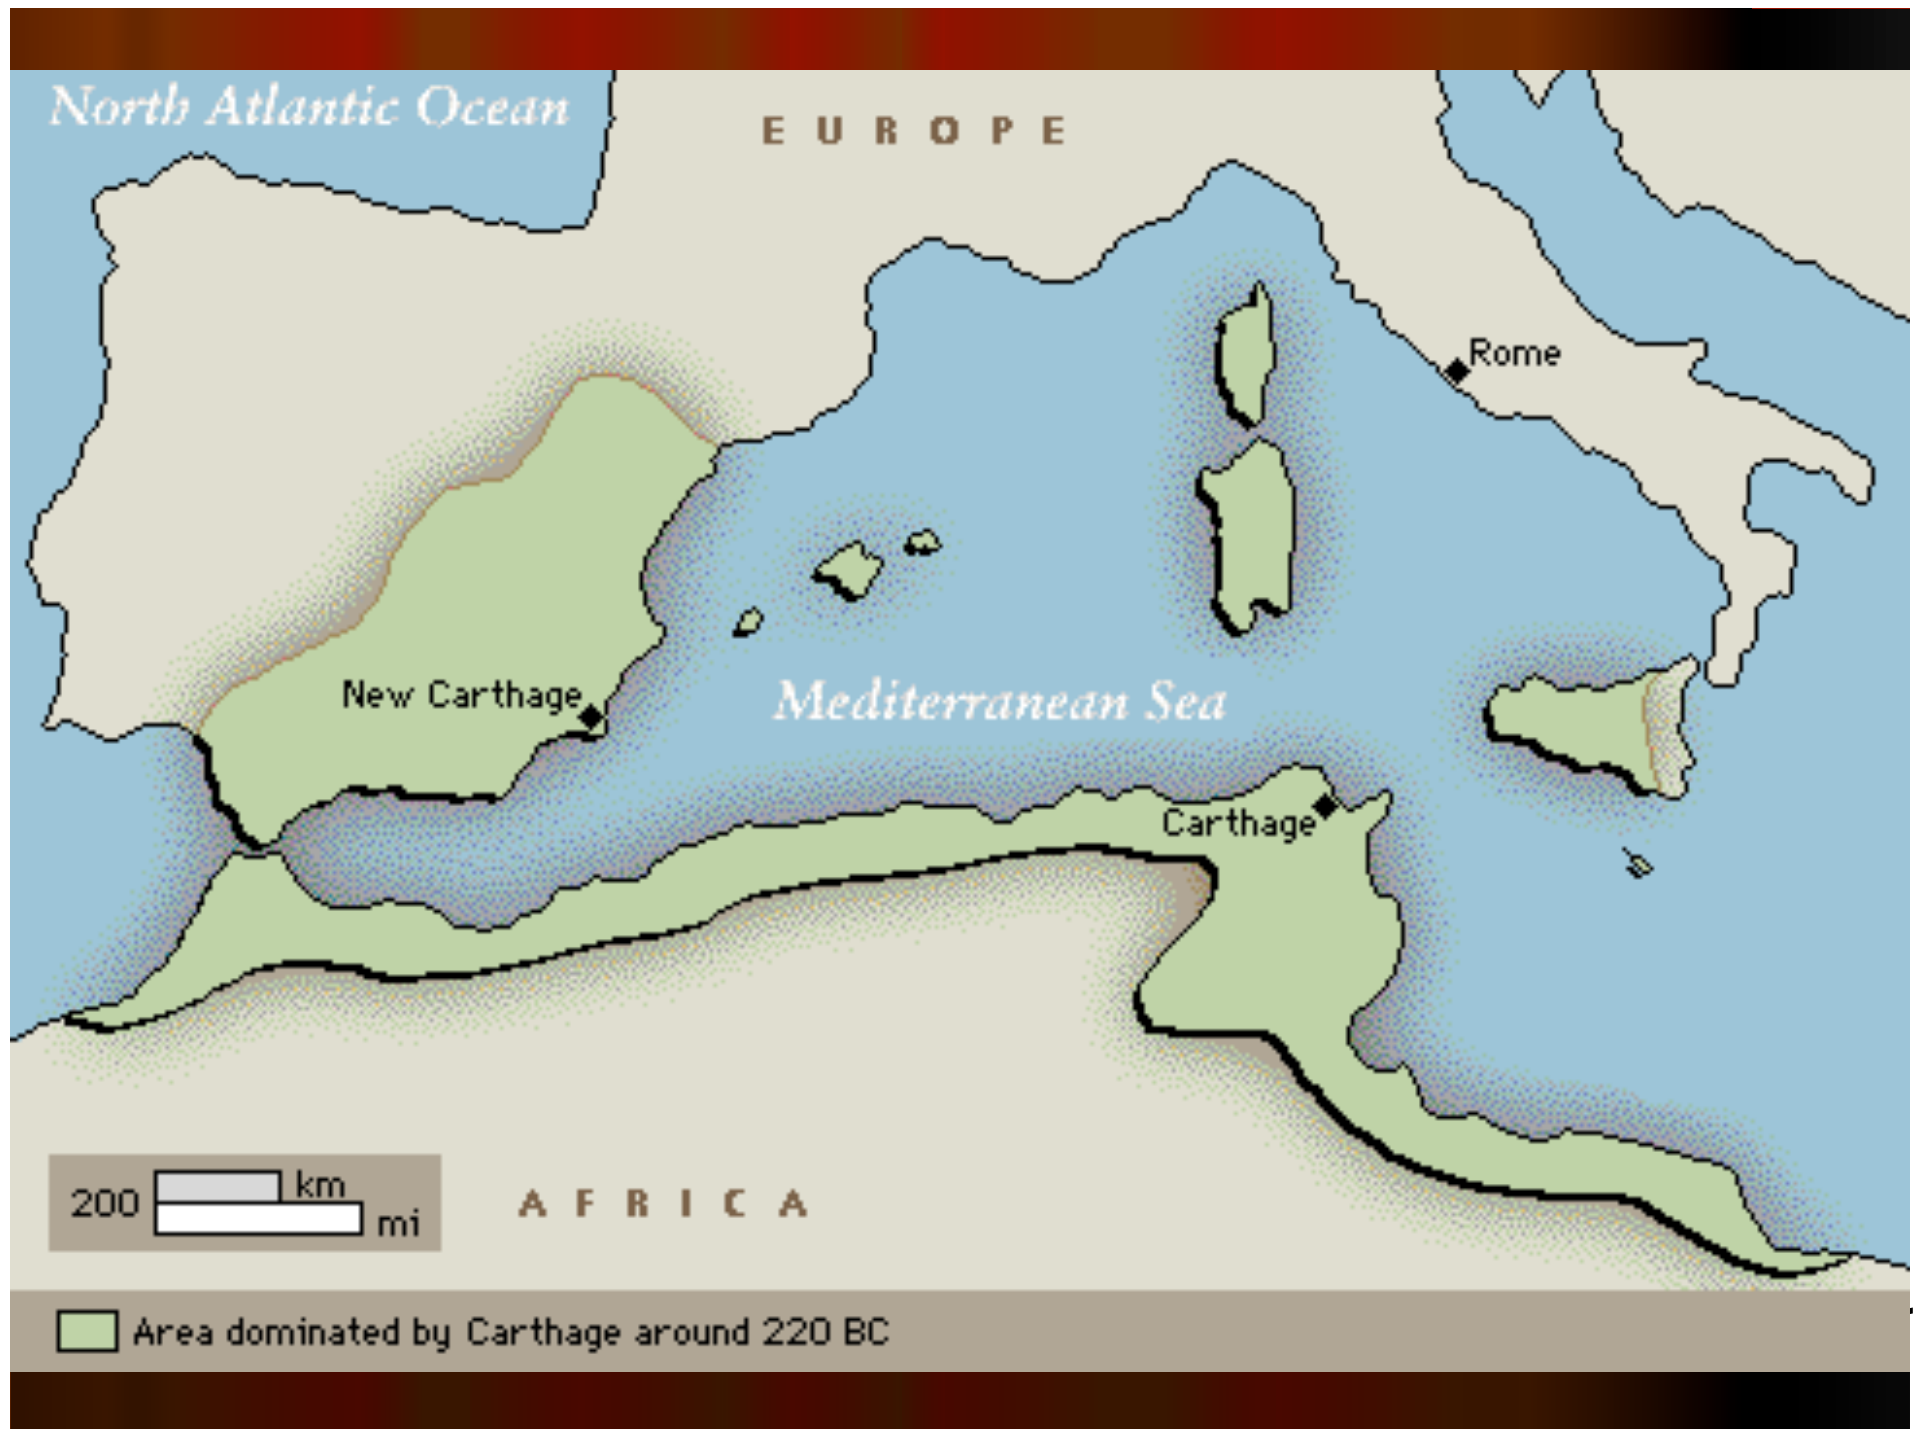 North Atlantic Ocean
EUROPE
Rome
New Carthage
Mediterranean Sea
Carthage
200 km
mi
AFRICA
Area dominated by Carthage around 220 BC